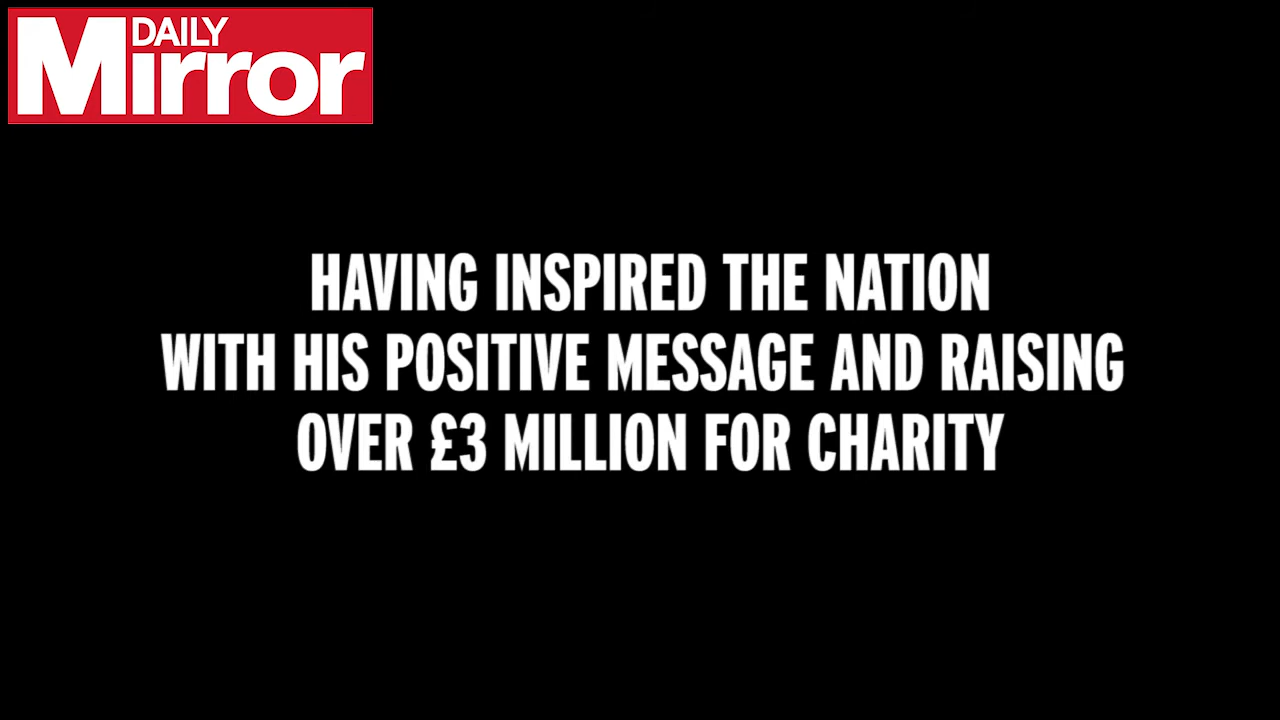 DAILY
Mirror
HAVING INSPIRED THE NATION
WITH HIS POSITIVE MESSAGE AND RAISING
OVER £3 MILLION FOR CHARITY